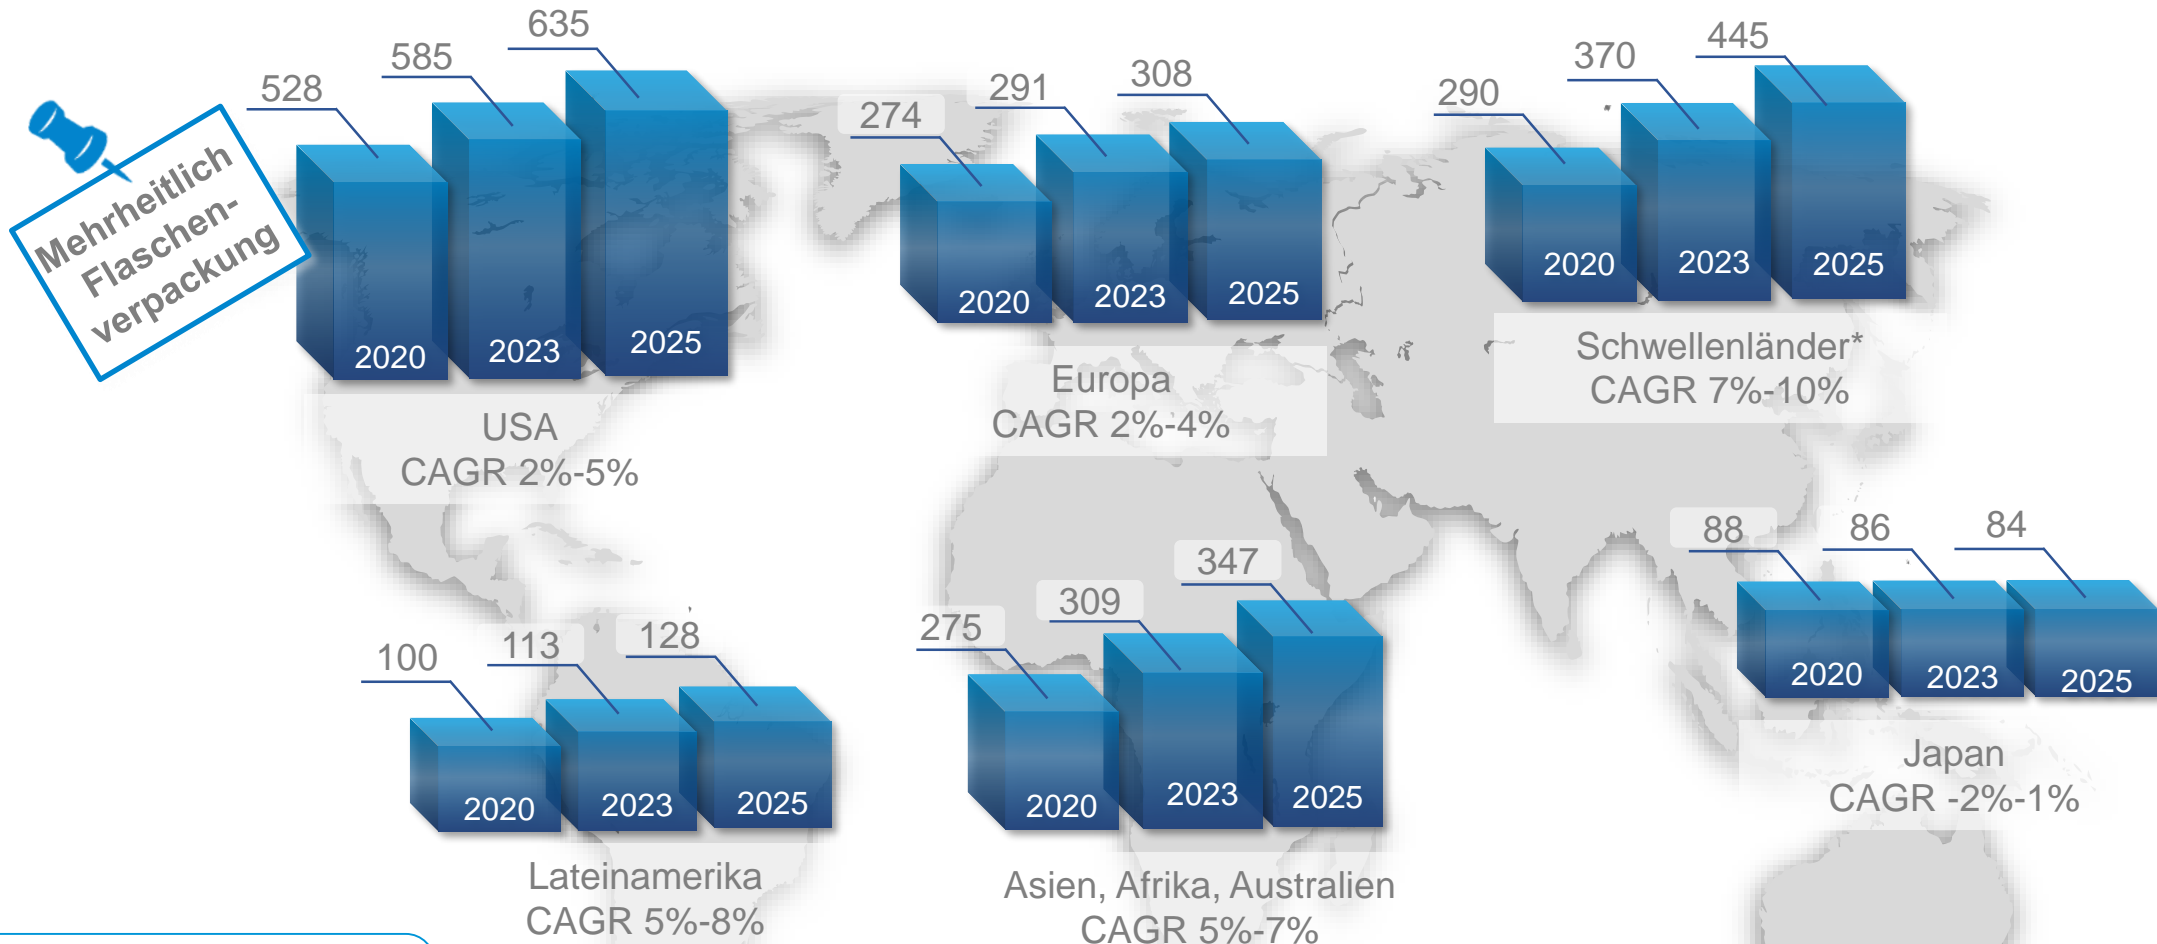 528
585
635
Mehrheitlich
Flaschen-
verpackung
2020
2023
2025
USA
CAGR 2%-5%
274
291
308
2020
2023
2025
Europa
CAGR 2%-4%
290
370
445
2020
2023
2025
Schwellenländer*
CAGR 7%-10%
100
113
128
2020
2023
2025
Lateinamerika
CAGR 5%-8%
275
309
347
2020
2023
2025
Asien, Afrika, Australien
CAGR 5%-7%
88
86
84
2020
2023
2025
Japan
CAGR -2%-1%